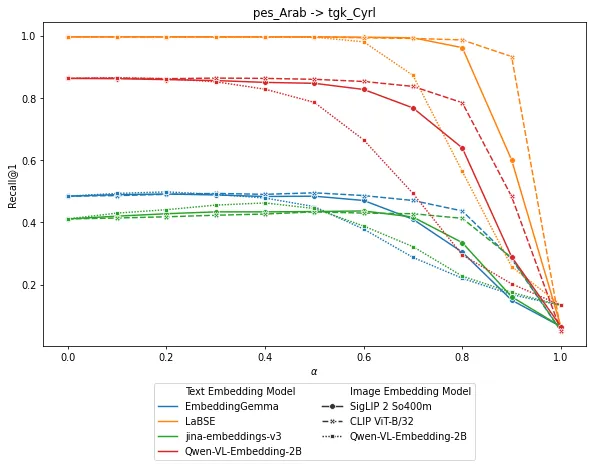 pes_Arab -> tgk_Cyrl
Recall@1
1.0
0.8
0.6
0.4
0.2
0.0 0.2 0.4 0.6 0.8 1.0
α
Text Embedding Model
EmbeddingGemma
LaBSE
jina-embeddings-v3
Qwen-VL-Embedding-2B
Image Embedding Model
SigLIP 2 So400m
CLIP ViT-B/32
Qwen-VL-Embedding-2B